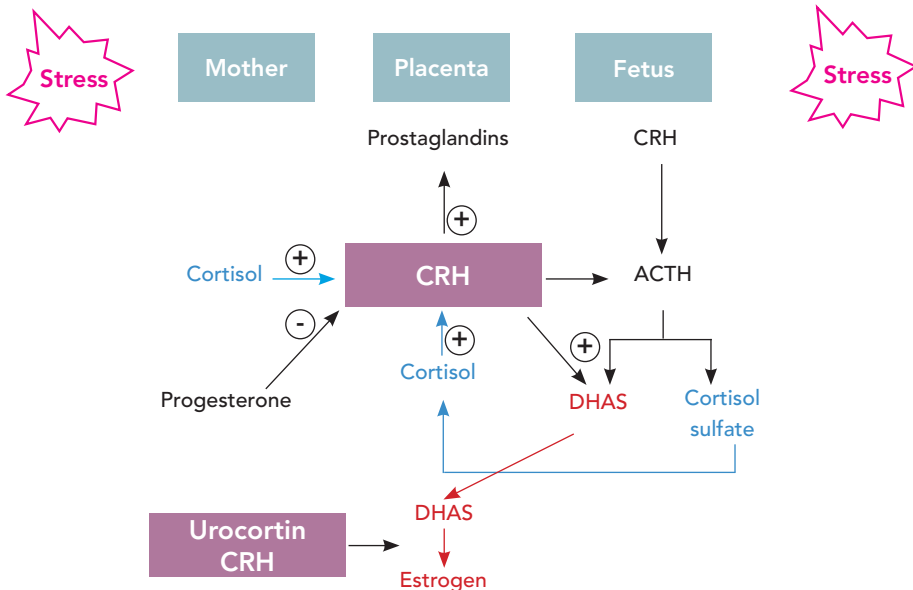 Stress
Mother
Placenta
Fetus
Stress
Prostaglandins
CRH
+
Cortisol
+
CRH
ACTH
-
+
+
Cortisol
Progesterone
DHAS
Cortisol
sulfate
DHAS
Urocortin
CRH
Estrogen